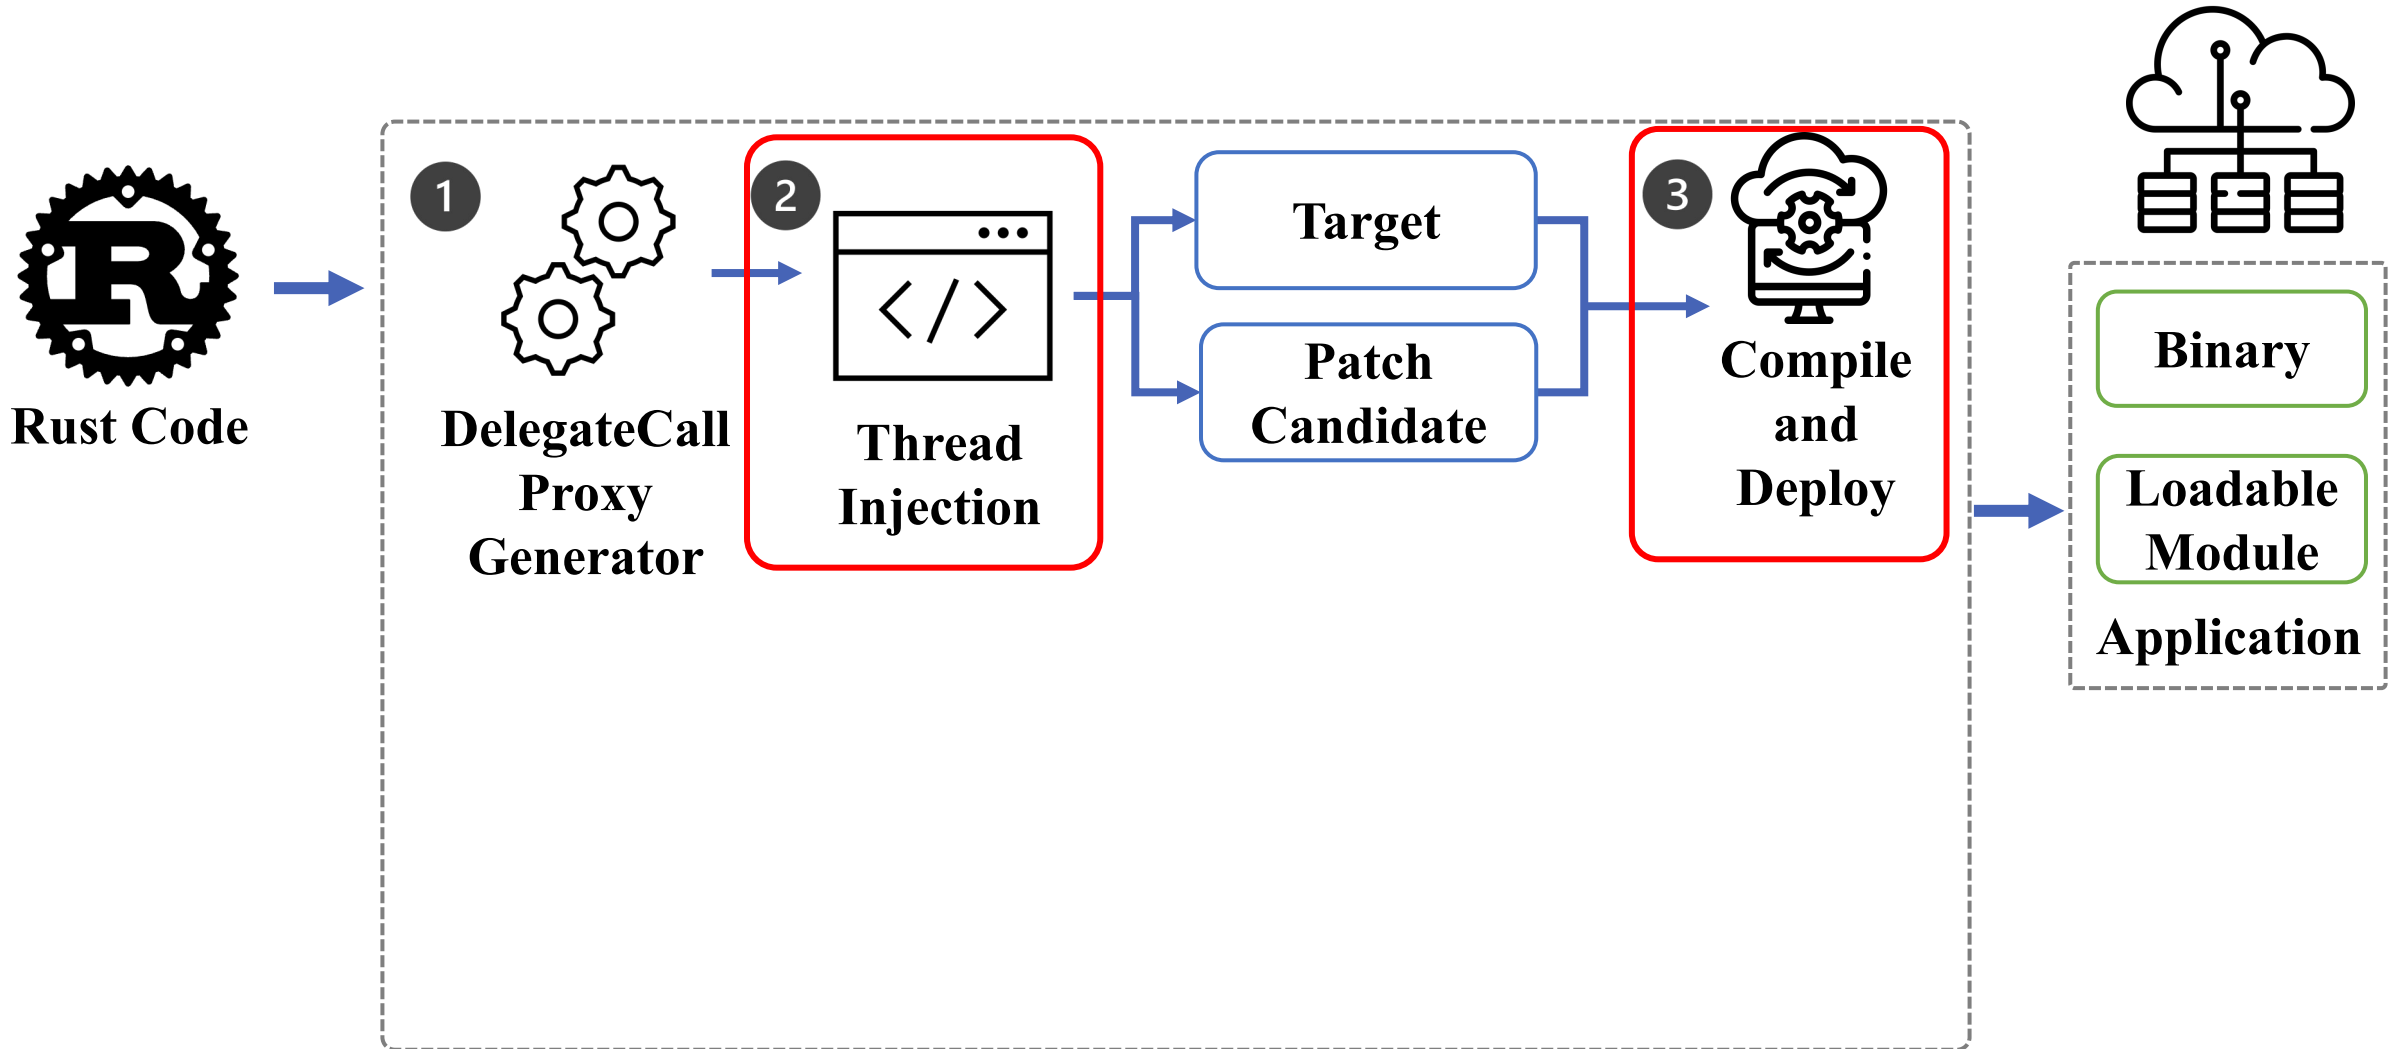 Rust Code
1
DelegateCall
Proxy
Generator
2
</>
Thread
Injection
Target
Patch
Candidate
3
Compile
and
Deploy
Binary
Loadable
Module
Application